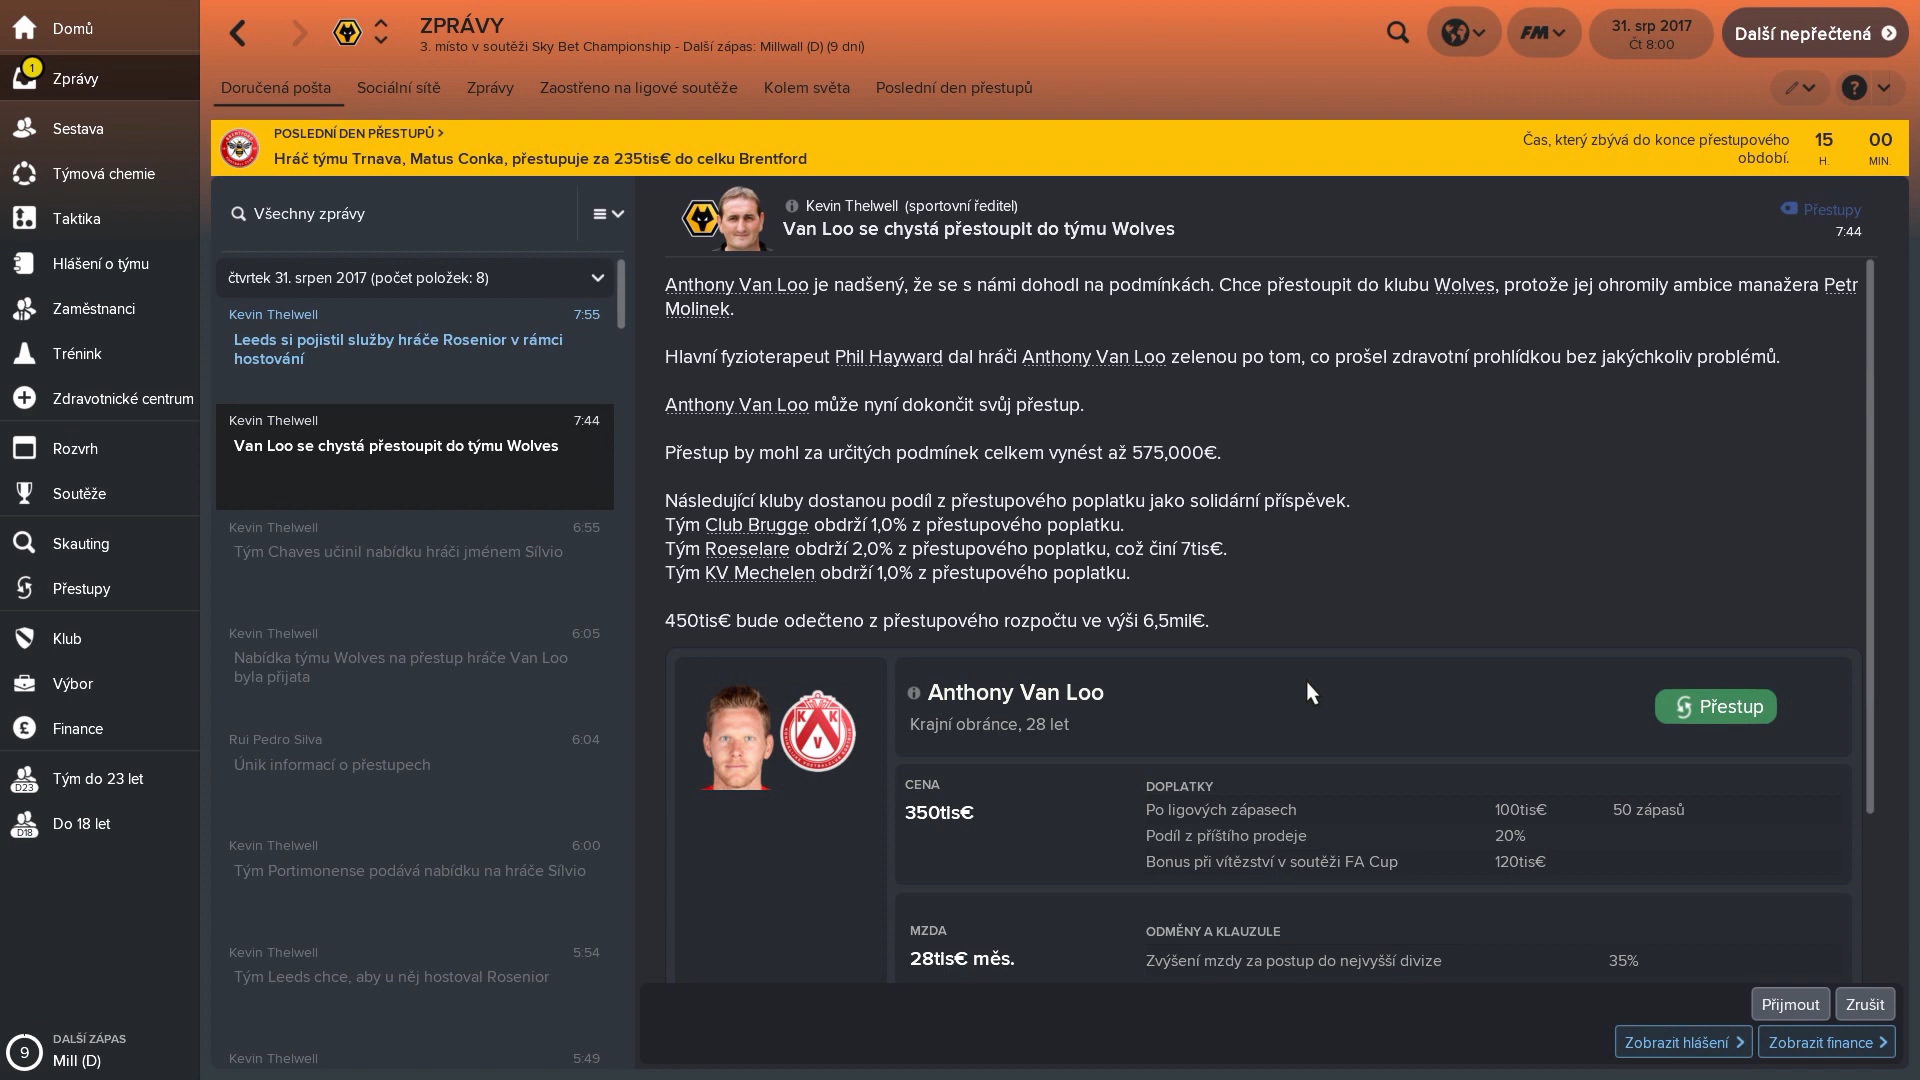 Domů
1
Zprávy
Sestava
Týmová chemie
Taktika
Hlášení o týmu
Zaměstnanci
Trénink
Zdravotnické centrum
Rozvrh
Soutěže
Skauting
Přestupy
Klub
Výbor
Finance
D23
Tým do 23 let
D18
Do 18 let
9
DALŠÍ ZÁPAS
Mill (D)
ZPRÁVY
3. místo v soutěži Sky Bet Championship - Další zápas: Millwall (D) (9 dní)
FM
31. srp 2017
Čt 8:00
Další nepřečtená
Doručená pošta
Sociální sítě
Zprávy
Zaostřeno na ligové soutěže
Kolem světa
Poslední den přestupů
?
POSLEDNÍ DEN PŘESTUPŮ >
Hráč týmu Trnava, Matus Conka, přestupuje za 235tis€ do celku Brentford
Čas, který zbývá do konce přestupového
období.
15
H.
00
MIN.
Všechny zprávy
čtvrtek 31. srpen 2017 (počet položek: 8)
Kevin Thelwell 7:55
Leeds si pojistil služby hráče Rosenior v rámci
hostování
Kevin Thelwell 7:44
Van Loo se chystá přestoupit do týmu Wolves
Kevin Thelwell 6:55
Tým Chaves učinil nabídku hráči jménem Sílvio
Kevin Thelwell 6:05
Nabídka týmu Wolves na přestup hráče Van Loo
byla přijata
Rui Pedro Silva 6:04
Únik informací o přestupech
Kevin Thelwell 6:00
Tým Portimonense podává nabídku na hráče Sílvio
Kevin Thelwell 5:54
Tým Leeds chce, aby u něj hostoval Rosenior
Kevin Thelwell 5:49
Kevin Thelwell (sportovní ředitel)
Van Loo se chystá přestoupit do týmu Wolves
Přestupy
7:44
Anthony Van Loo je nadšený, že se s námi dohodl na podmínkách. Chce přestoupit do klubu Wolves, protože jej ohromily ambice manažera Petr
Molinek.
Hlavní fyzioterapeut Phil Hayward dal hráči Anthony Van Loo zelenou po tom, co prošel zdravotní prohlídkou bez jakýchkoliv problémů.
Anthony Van Loo může nyní dokončit svůj přestup.
Přestup by mohl za určitých podmínek celkem vynést až 575,000€.
Následující kluby dostanou podíl z přestupového poplatku jako solidární příspěvek.
Tým Club Brugge obdrží 1,0% z přestupového poplatku.
Tým Roeselare obdrží 2,0% z přestupového poplatku, což činí 7tis€.
Tým KV Mechelen obdrží 1,0% z přestupového poplatku.
450tis€ bude odečteno z přestupového rozpočtu ve výši 6,5mil€.
K K
V
Anthony Van Loo
Krajní obránce, 28 let
Přestup
CENA
350tis€
DOPLATKY
Po ligových zápasech 100tis€ 50 zápasů
Podíl z příštího prodeje 20%
Bonus při vítězství v soutěži FA Cup 120tis€
MZDA
28tis€ měs.
ODMĚNY A KLAUZULE
Zvýšení mzdy za postup do nejvyšší divize 35%
Přijmout
Zrušit
Zobrazit hlášení
Zobrazit finance